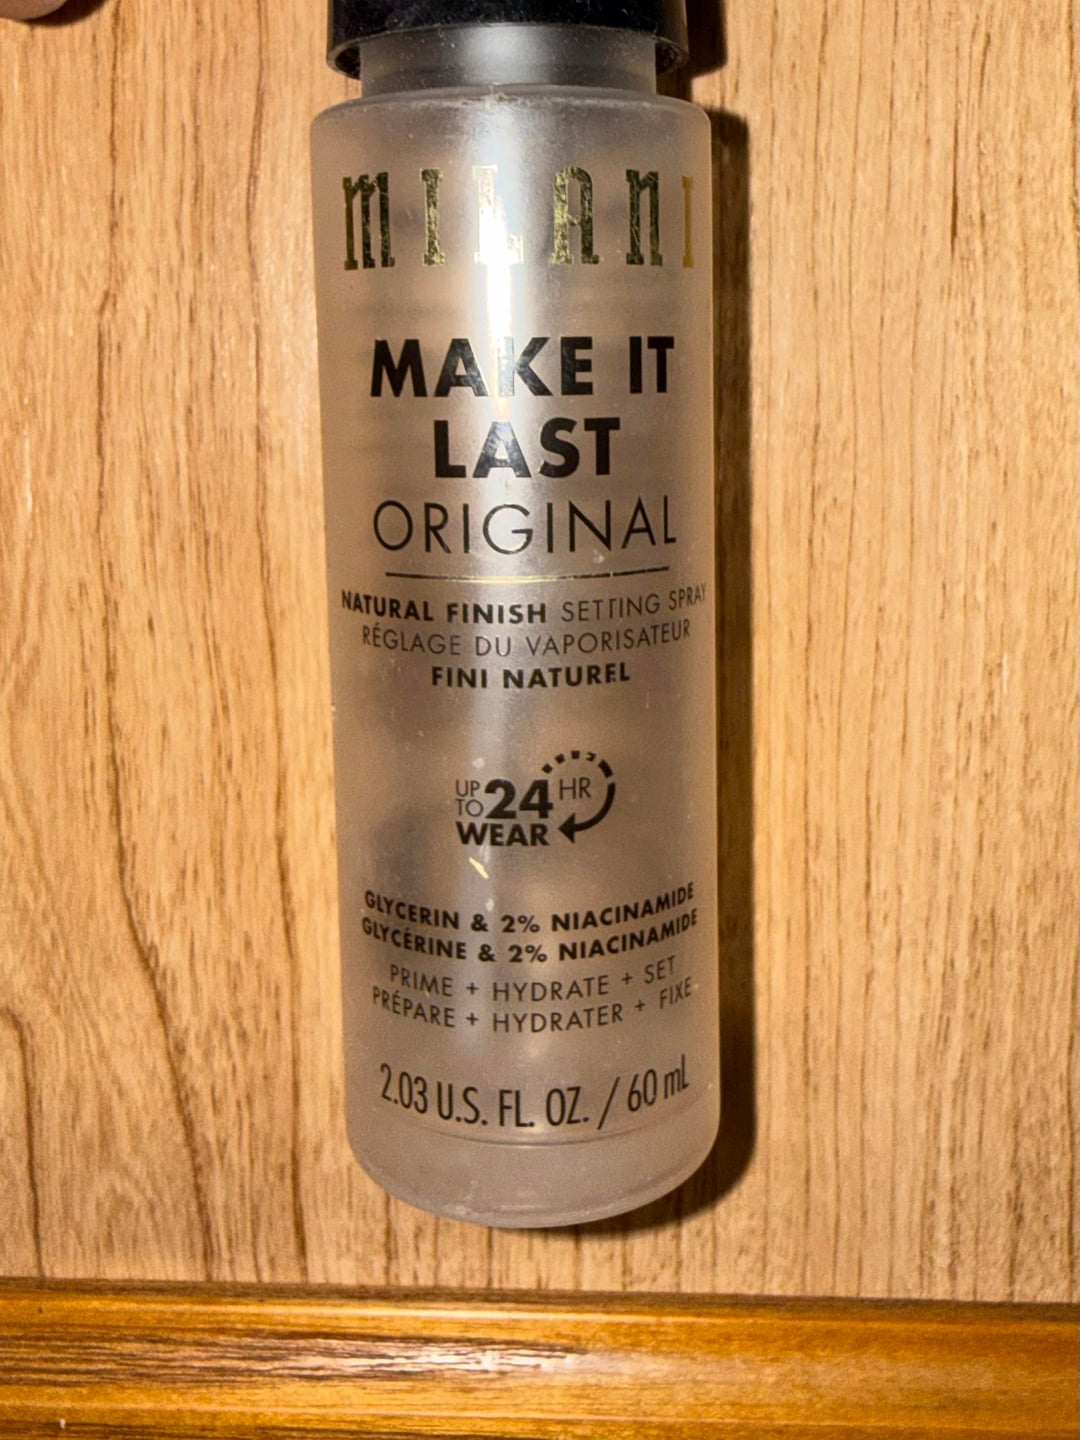 MILANI
MAKE IT
LAST
ORIGINAL
NATURAL FINISH SETTING SPRAY
RÉGLAGE DU VAPORISATEUR
FINI NATUREL
UP TO 24 HR
WEAR
GLYCERIN & 2% NIACINAMIDE
GLYCÉRINE & 2% NIACINAMIDE
PRIME + HYDRATE + SET
PRÉPARE + HYDRATER + FIXE
2.03 U.S. FL. OZ. / 60 mL